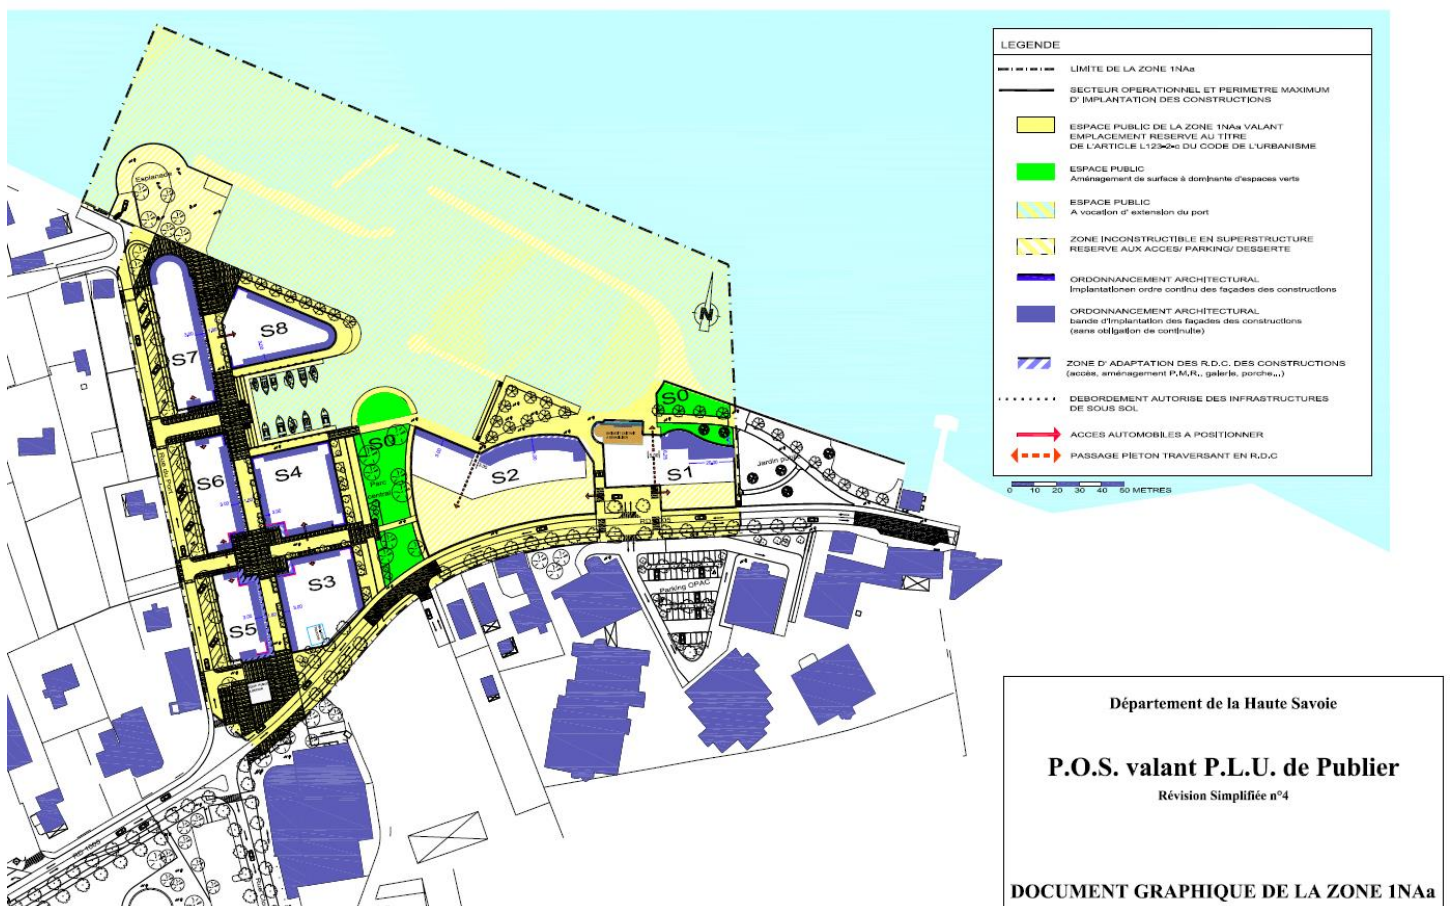 LEGENDE
LIMITE DE LA ZONE 1NAa
SECTEUR OPERATIONNEL ET PERIMETRE MAXIMUM
D' IMPLANTATION DES CONSTRUCTIONS
ESPACE PUBLIC DE LA ZONE 1NAa VALANT
EMPLACEMENT RESERVE AU TITRE
DE L'ARTICLE L123-2-c DU CODE DE L'URBANISME
ESPACE PUBLIC
Aménagement de surface à dominante d'espaces verts
ESPACE PUBLIC
A vocation d' extension du port
ZONE INCONSTRUCTIBLE EN SUPERSTRUCTURE
RESERVE AUX ACCES/ PARKING/ DESSERTE
ORDONNANCEMENT ARCHITECTURAL
Implantationen ordre continu des façades des constructions
ORDONNANCEMENT ARCHITECTURAL
bande d'implantation des façades des constructions
(sans obligation de continuite)
ZONE D' ADAPTATION DES R.D.C. DES CONSTRUCTIONS
(accès, aménagement P.M.R., galerie, porche...)
DEBORDEMENT AUTORISE DES INFRASTRUCTURES
DE SOUS SOL
ACCES AUTOMOBILES A POSITIONNER
PASSAGE PIETON TRAVERSANT EN R.D.C
0 10 20 30 40 50 METRES
Esplanade
N
S8
S7
S0
S0
Jardin
S4
S6
Parc
central
S2
S1
S3
S5
Parking OPAC
RD 1005
Département de la Haute Savoie
P.O.S. valant P.L.U. de Publier
Révision Simplifiée n°4
DOCUMENT GRAPHIQUE DE LA ZONE 1NAa